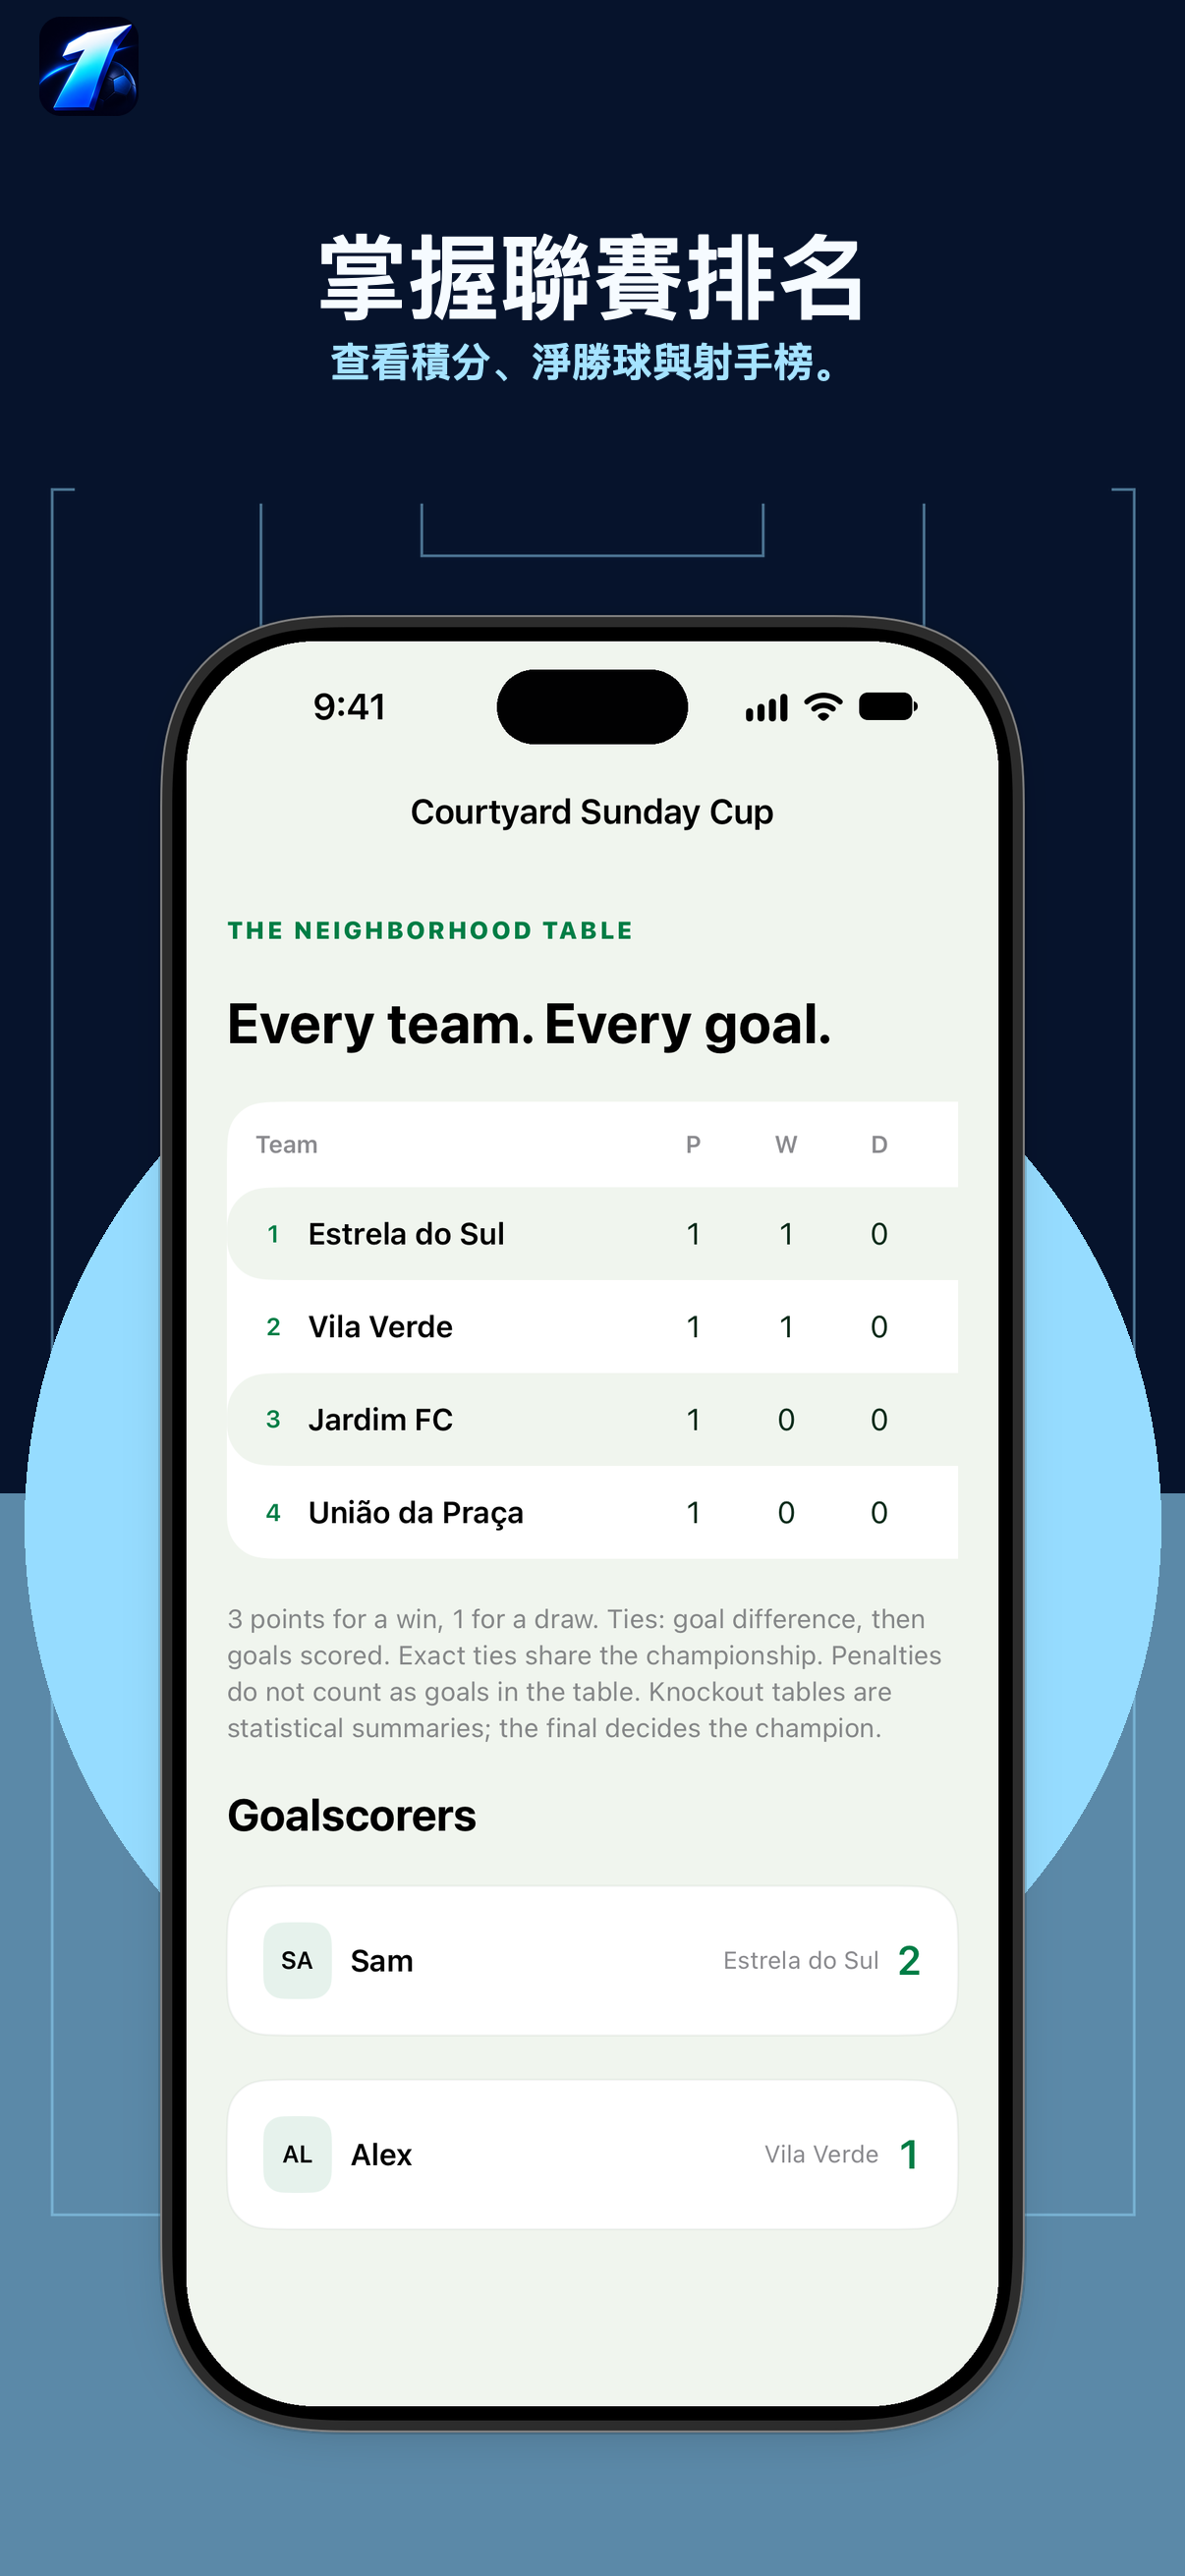 1
掌握聯賽排名
查看積分、淨勝球與射手榜。
9:41
Courtyard Sunday Cup
THE NEIGHBORHOOD TABLE
Every team. Every goal.
Team P W D
1 Estrela do Sul 1 1 0
2 Vila Verde 1 1 0
3 Jardim FC 1 0 0
4 União da Praça 1 0 0
3 points for a win, 1 for a draw. Ties: goal difference, then
goals scored. Exact ties share the championship. Penalties
do not count as goals in the table. Knockout tables are
statistical summaries; the final decides the champion.
Goalscorers
SA Sam Estrela do Sul 2
AL Alex Vila Verde 1